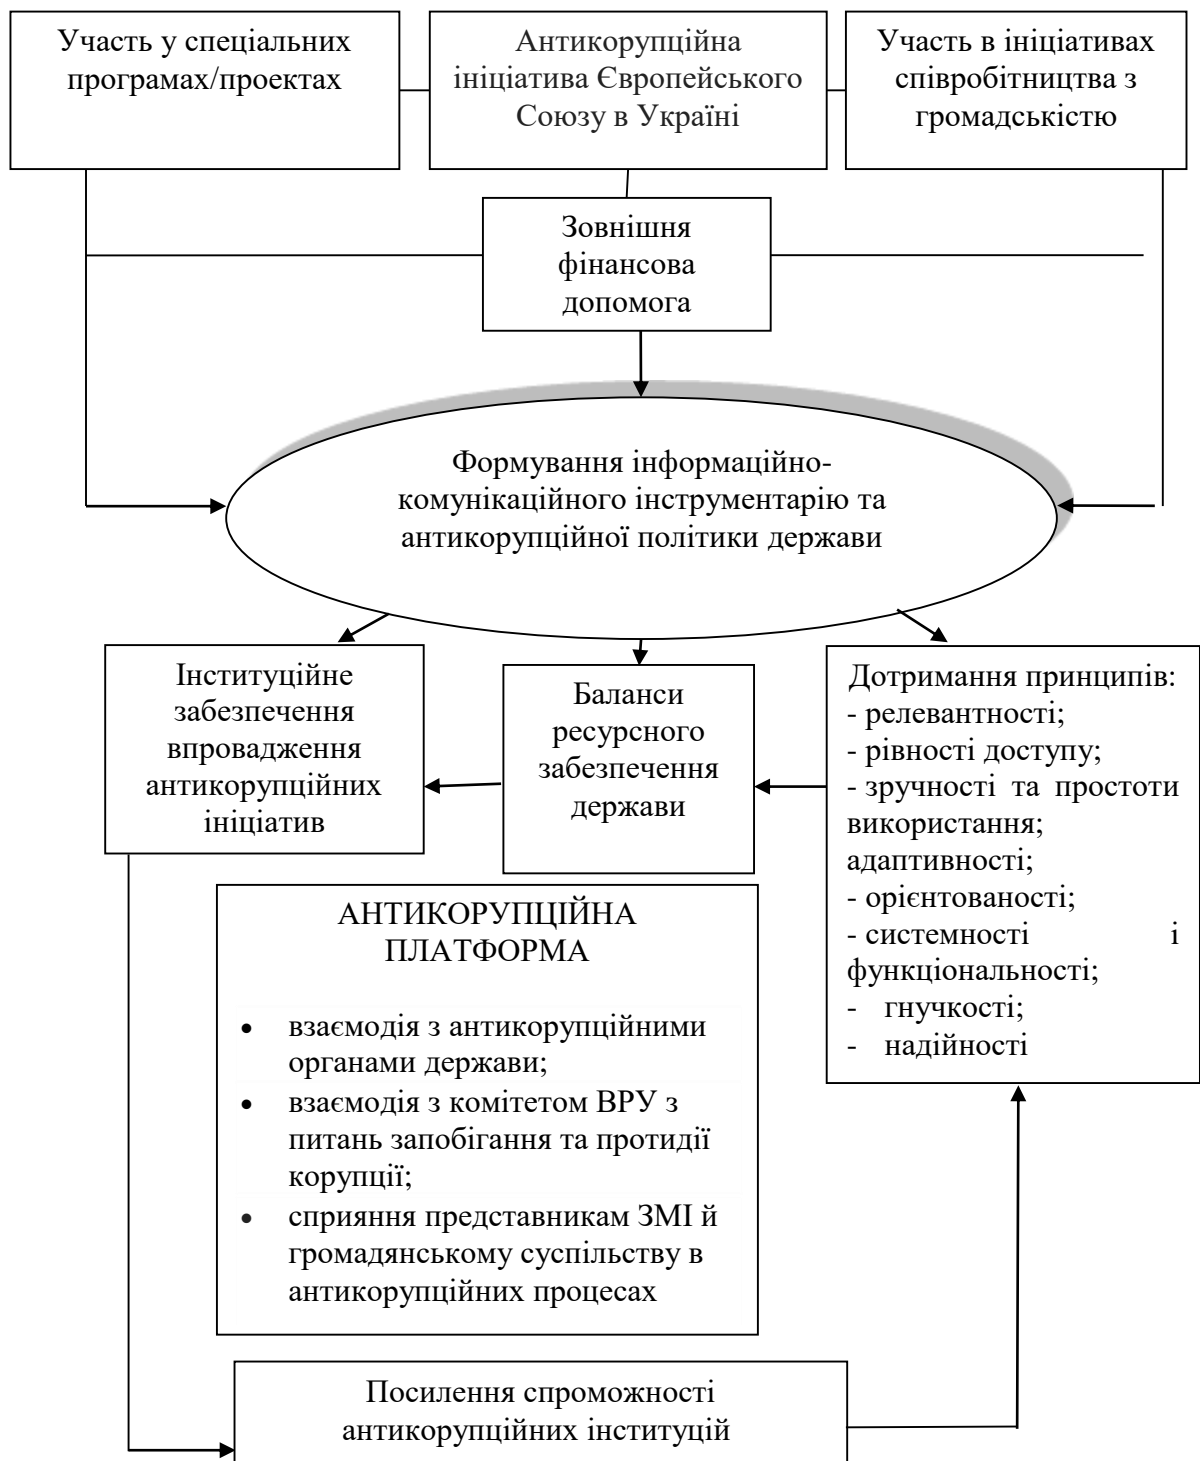 Участь у спеціальних
програмах/проектах
Антикорупційна
ініціатива Європейського
Союзу в Україні
Участь в ініціативах
співробітництва з
громадськістю
Зовнішня
фінансова
допомога
Формування інформаційно-
комунікаційного інструментарію та
антикорупційної політики держави
Інституційне
забезпечення
впровадження
антикорупційних
ініціатив
Баланси
ресурсного
забезпечення
держави
Дотримання принципів:
- релевантності;
- рівності доступу;
- зручності та простоти
використання;
адаптивності;
- орієнтованості;
- системності і
функціональності;
- гнучкості;
- надійності
АНТИКОРУПЦІЙНА
ПЛАТФОРМА
• взаємодія з антикорупційними
органами держави;
• взаємодія з комітетом ВРУ з
питань запобігання та протидії
корупції;
• сприяння представникам ЗМІ й
громадянському суспільству в
антикорупційних процесах
Посилення спроможності
антикорупційних інституцій